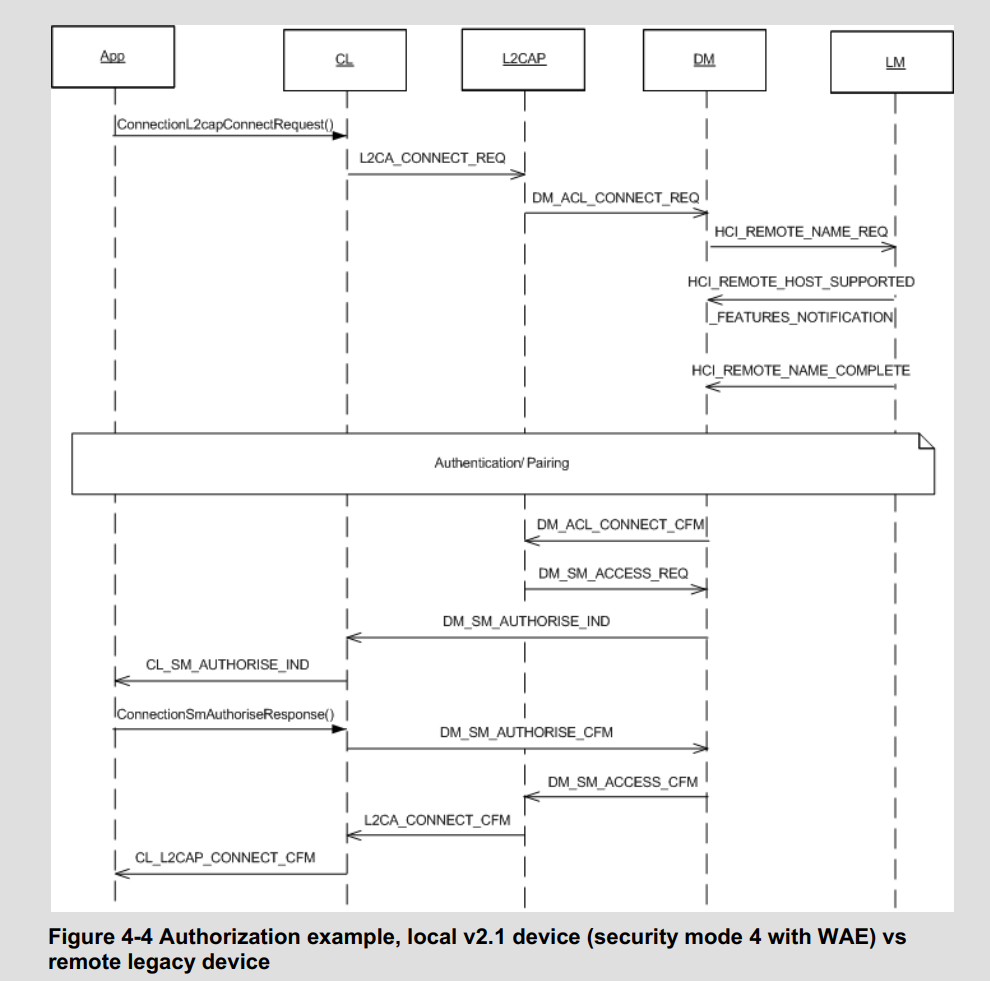 App
CL
L2CAP
DM
LM
ConnectionL2capConnectRequest()
L2CA_CONNECT_REQ
DM_ACL_CONNECT_REQ
HCI_REMOTE_NAME_REQ
HCI_REMOTE_HOST_SUPPORTED
_FEATURES_NOTIFICATION
HCI_REMOTE_NAME_COMPLETE
Authentication/ Pairing
DM_ACL_CONNECT_CFM
DM_SM_ACCESS_REQ
DM_SM_AUTHORISE_IND
CL_SM_AUTHORISE_IND
ConnectionSmAuthoriseResponse()
DM_SM_AUTHORISE_CFM
DM_SM_ACCESS_CFM
L2CA_CONNECT_CFM
CL_L2CAP_CONNECT_CFM
Figure 4-4 Authorization example, local v2.1 device (security mode 4 with WAE) vs
remote legacy device